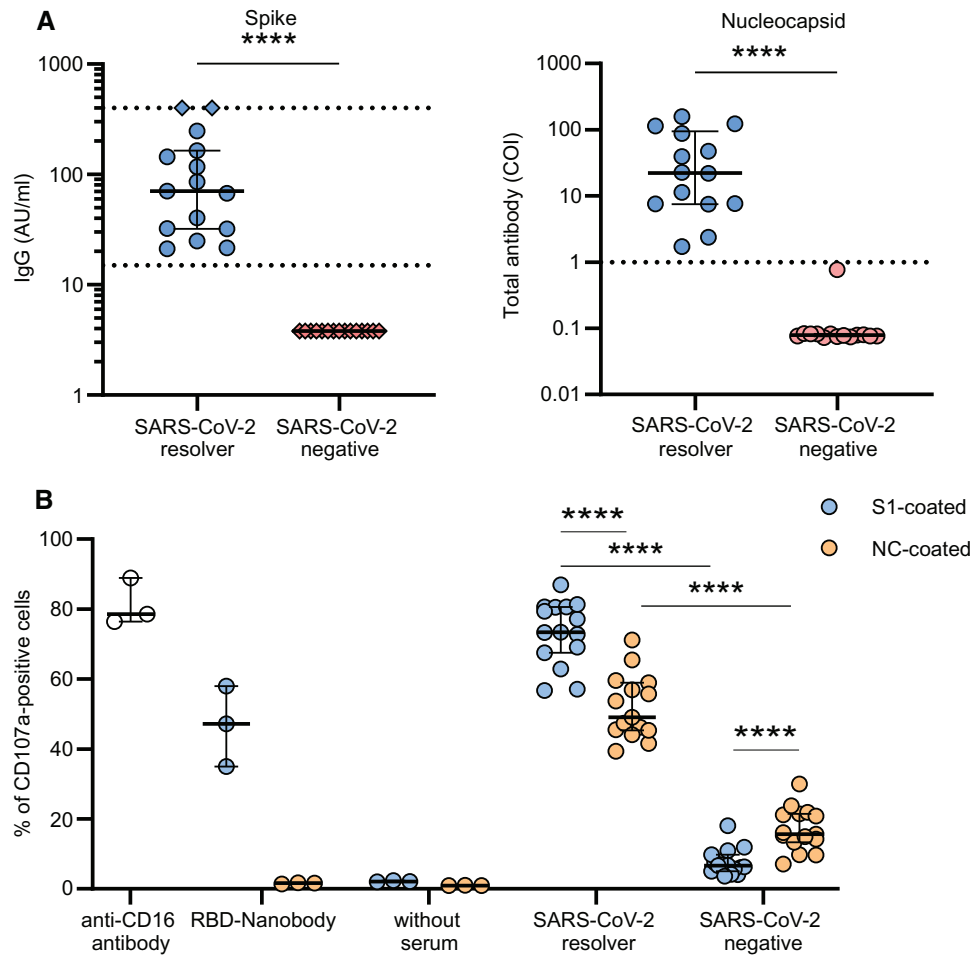 A
Spike
****
1000
100
10
1
IgG (AU/ml)
SARS-CoV-2
resolver
SARS-CoV-2
negative
Nucleocapsid
****
1000
100
10
1
0.1
0.01
Total antibody (COI)
SARS-CoV-2
resolver
SARS-CoV-2
negative
B
S1-coated
NC-coated
****
****
****
****
100
80
60
40
20
0
% of CD107a-positive cells
anti-CD16
antibody
RBD-Nanobody
without
serum
SARS-CoV-2
resolver
SARS-CoV-2
negative